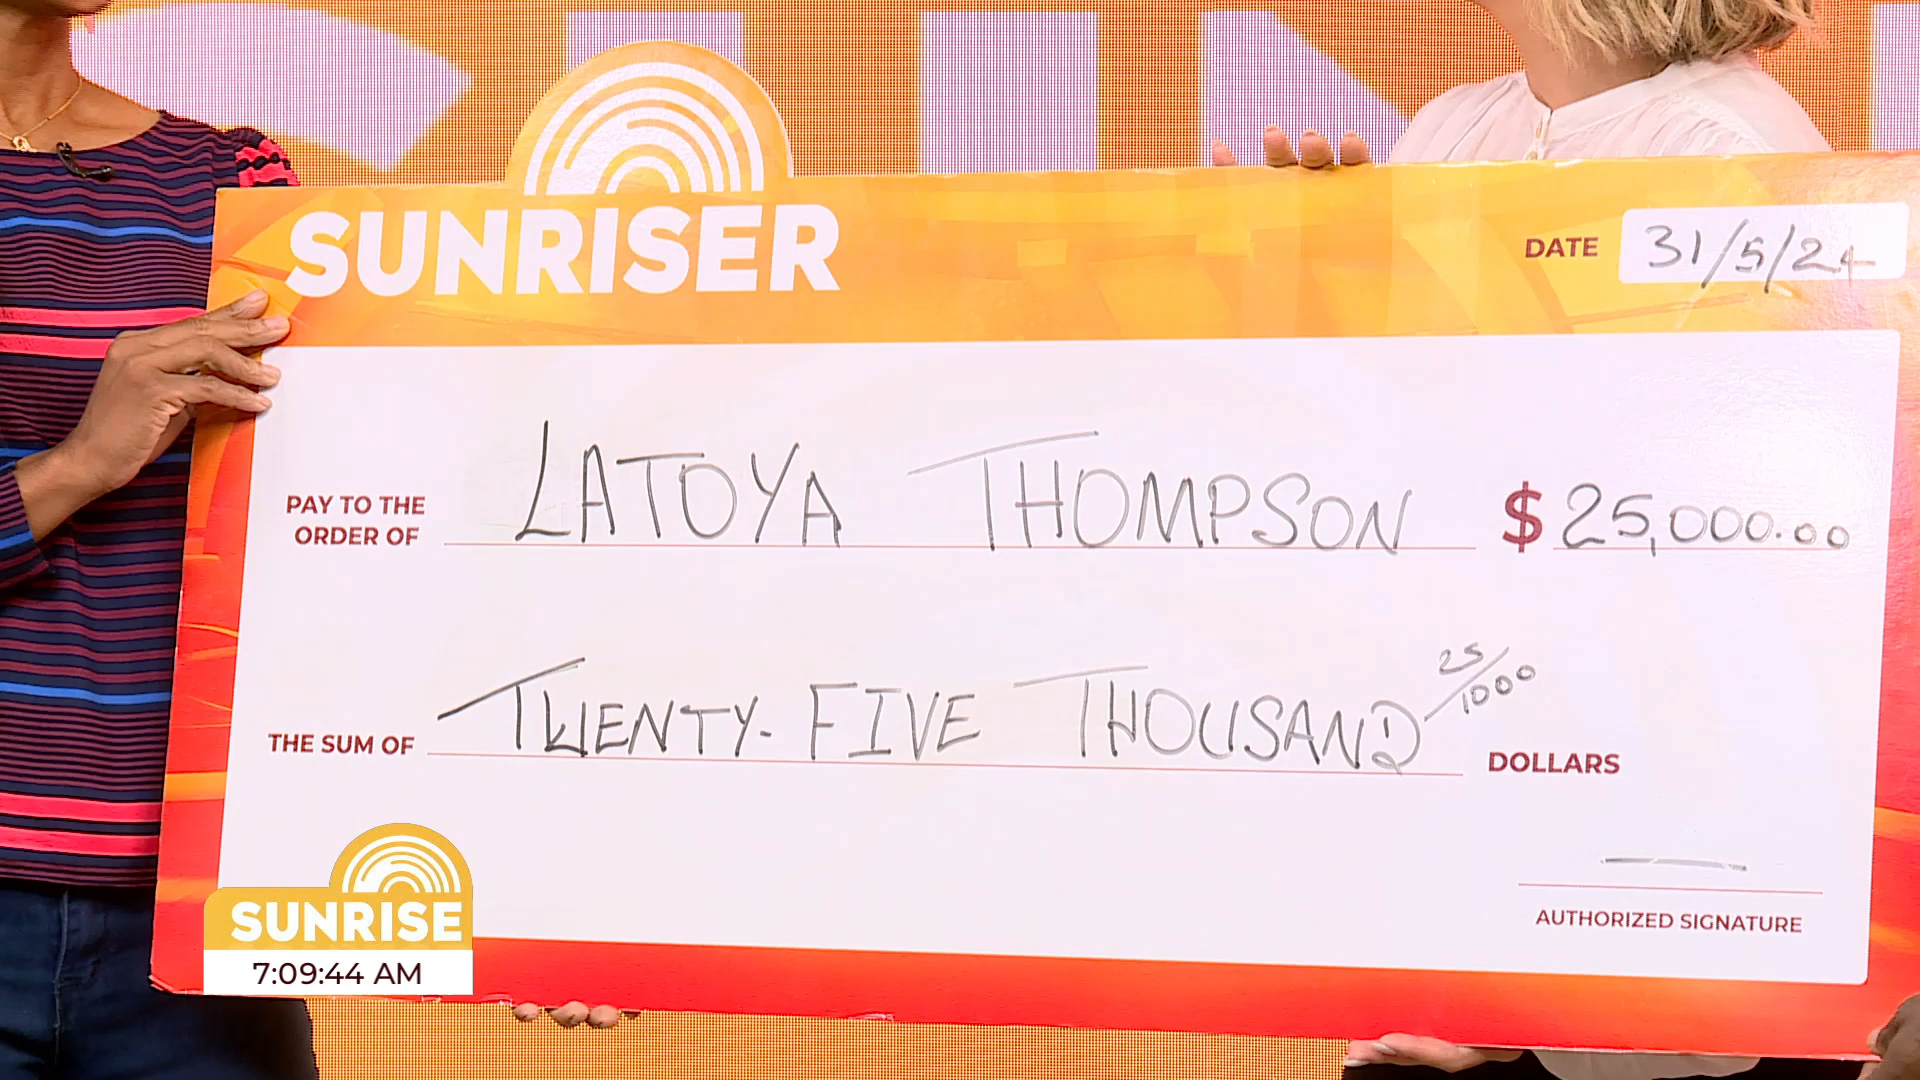 SUNRISER
DATE 31/5/24
PAY TO THE
ORDER OF
LATOYA THOMPSON $25,000.00
THE SUM OF TWENTY-FIVE THOUSAND 25/1000 DOLLARS
AUTHORIZED SIGNATURE
SUNRISE
7:09:44 AM